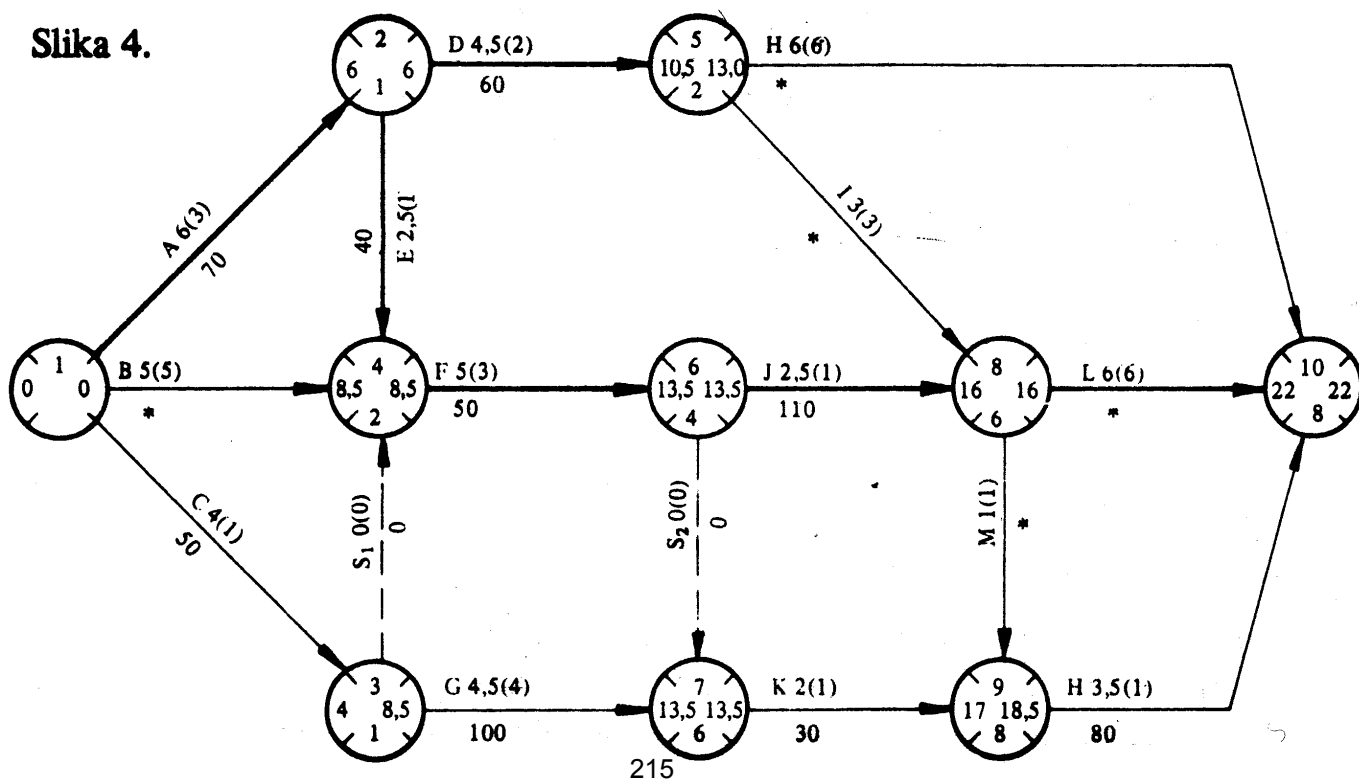 Slika 4.
2
6 6
1
D 4,5(2)
60
5
10,5 13,0
2
H 6(6)
*
A 6(3)
70
40
E 2,5(1
I 3(3)
*
1
0 0
B 5(5)
*
4
8,5 8,5
2
F 5(3)
50
6
13,5 13,5
4
J 2,5(1)
110
8
16 16
6
L 6(6)
*
10
22 22
8
C 4(1)
50
S1 0(0)
0
S2 0(0)
0
M 1(1)
*
3
4 8,5
1
G 4,5(4)
100
7
13,5 13,5
6
K 2(1)
30
9
17 18,5
8
H 3,5(1)
80
215